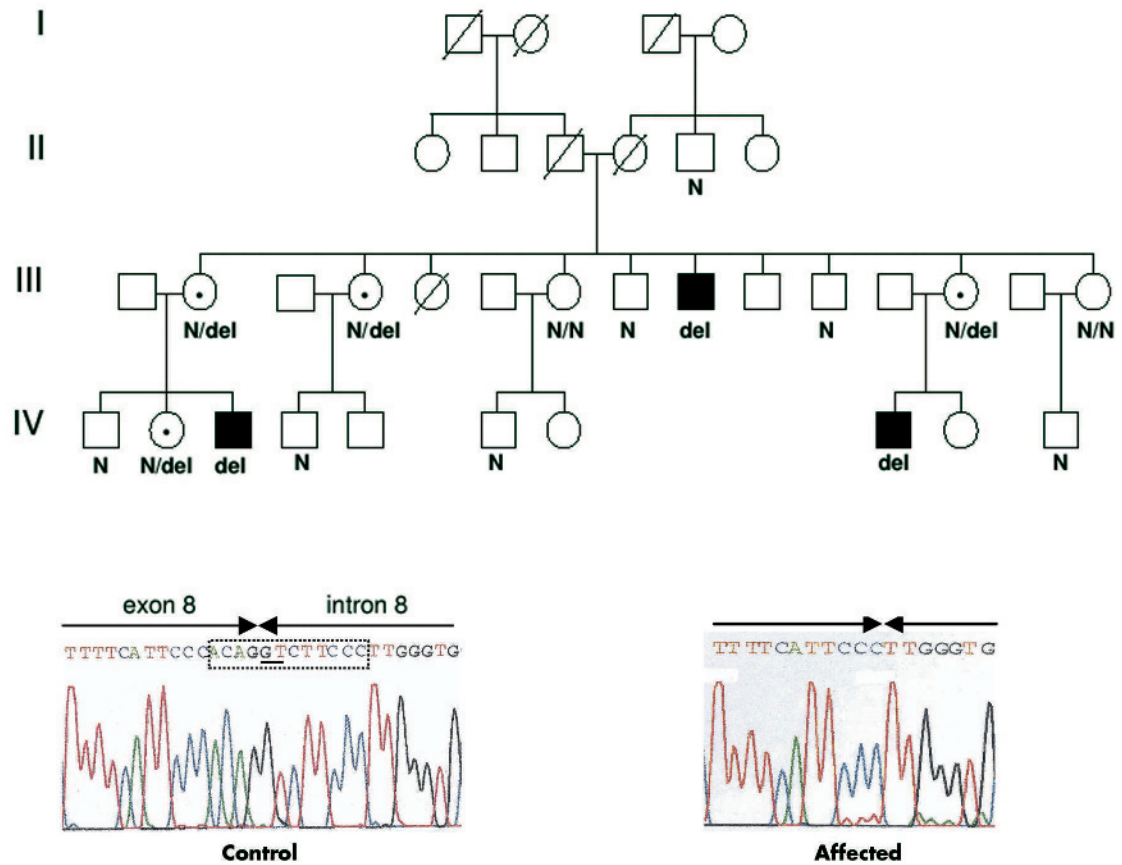 I
II
N
III
N/del N/del N/N N del N N/del N/N
IV
N N/del del N N del N
exon 8 intron 8
TTTTCATTCCCACAGGTCTTCCCTTGGGTG TTTTCATTCCCTTGGGTG
Control Affected